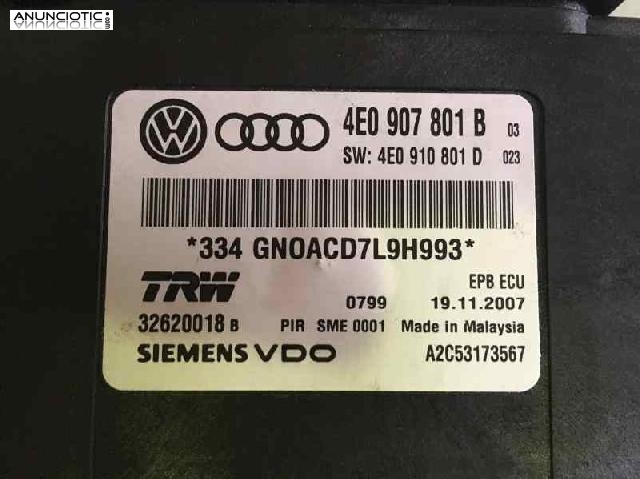 ANUNCIOTIC.com
4E0 907 801 B 03
SW: 4E0 910 801 D 023
*334 GN0ACD7L9H993*
TRW EPB ECU
0799 19.11.2007
32620018 B PIR SME 0001 Made in Malaysia
SIEMENS VDO A2C53173567